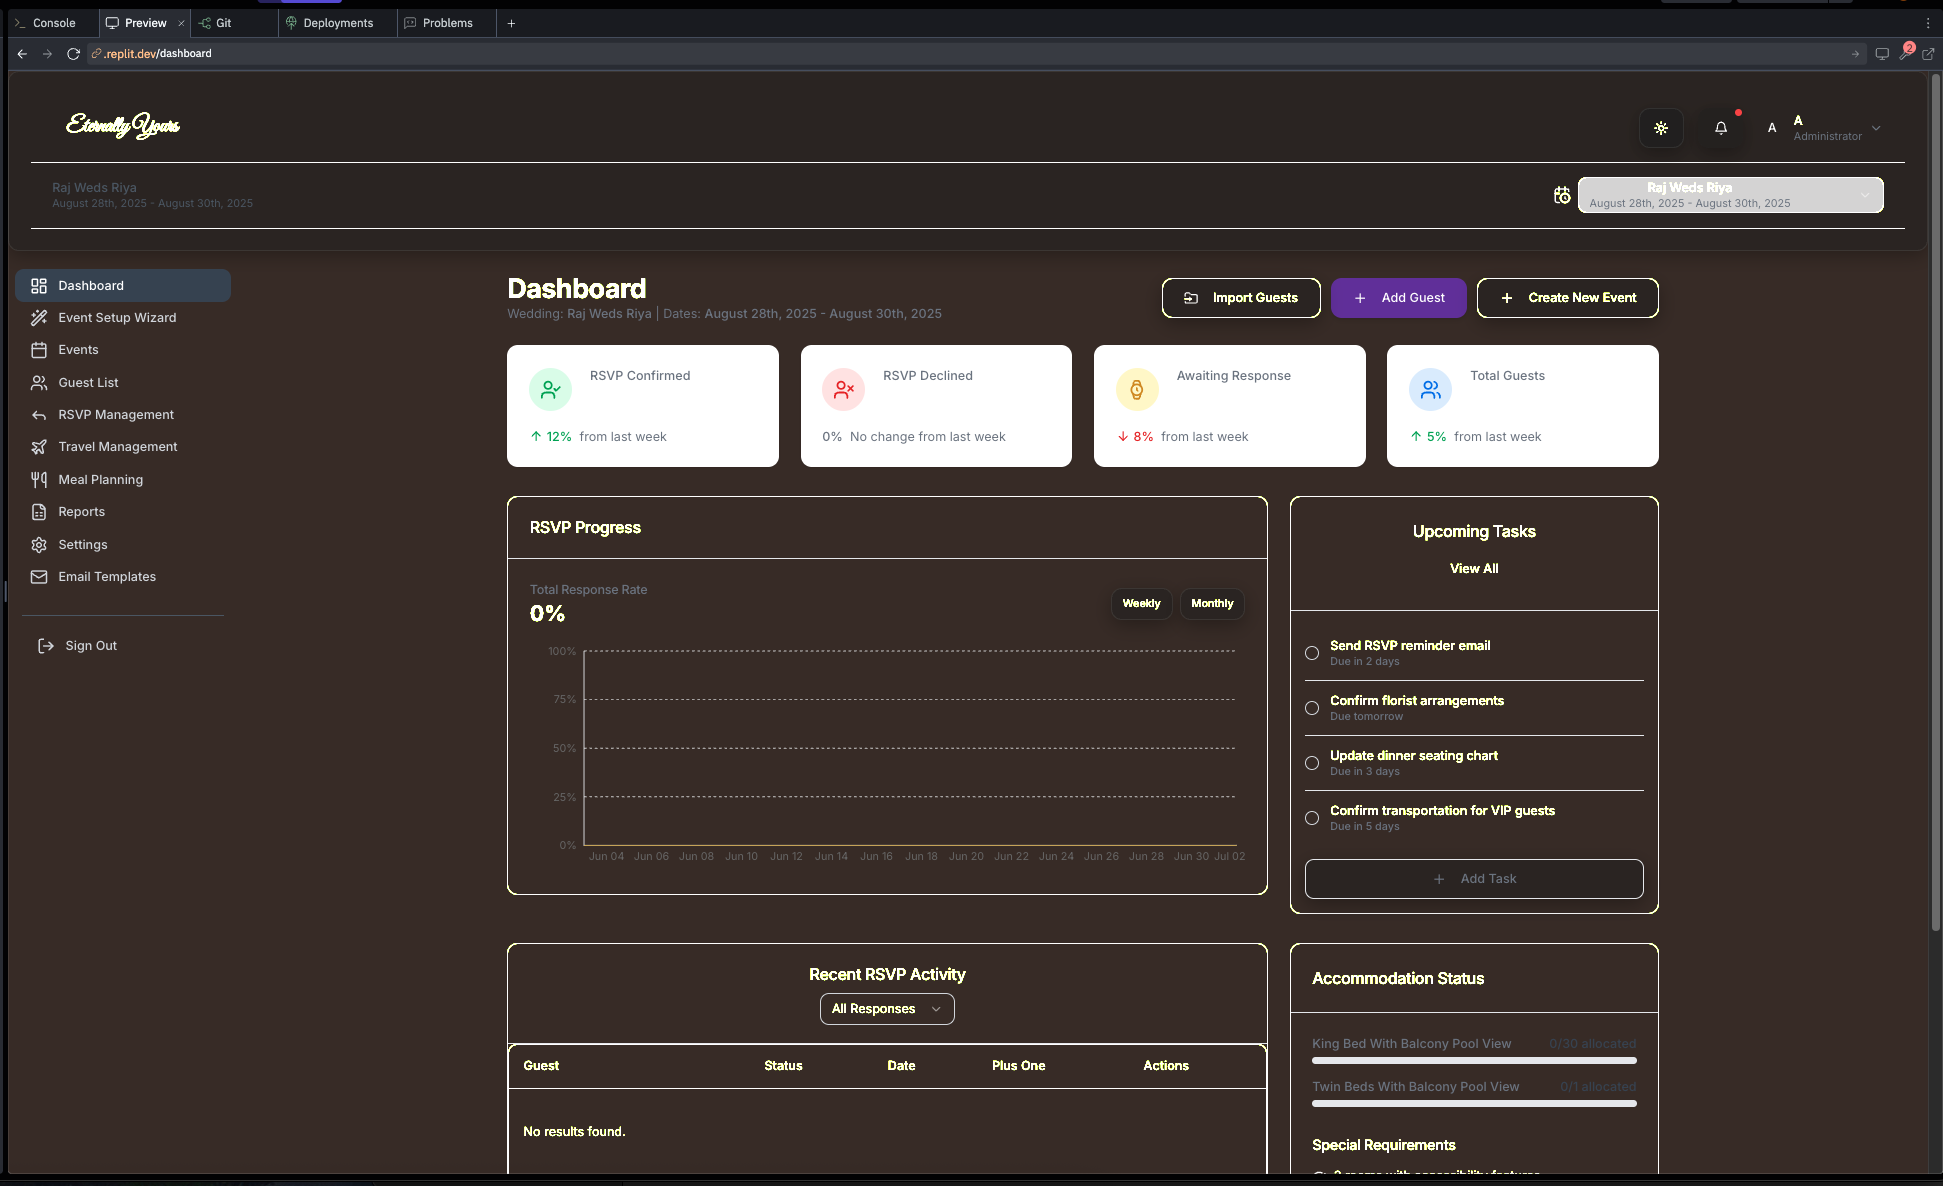 Console
Preview
Git
Deployments
Problems
.replit.dev/dashboard
2
Eternally Yours
A
A
Administrator
Raj Weds Riya
August 28th, 2025 - August 30th, 2025
Raj Weds Riya
August 28th, 2025 - August 30th, 2025
Dashboard
Event Setup Wizard
Events
Guest List
RSVP Management
Travel Management
Meal Planning
Reports
Settings
Email Templates
Sign Out
Dashboard
Wedding: Raj Weds Riya | Dates: August 28th, 2025 - August 30th, 2025
Import Guests
Add Guest
Create New Event
RSVP Confirmed
12% from last week
RSVP Declined
0% No change from last week
Awaiting Response
8% from last week
Total Guests
5% from last week
RSVP Progress
Total Response Rate
0%
Weekly
Monthly
100%
75%
50%
25%
0%
Jun 04 Jun 06 Jun 08 Jun 10 Jun 12 Jun 14 Jun 16 Jun 18 Jun 20 Jun 22 Jun 24 Jun 26 Jun 28 Jun 30 Jul 02
Upcoming Tasks
View All
Send RSVP reminder email
Due in 2 days
Confirm florist arrangements
Due tomorrow
Update dinner seating chart
Due in 3 days
Confirm transportation for VIP guests
Due in 5 days
Add Task
Recent RSVP Activity
All Responses
Guest Status Date Plus One Actions
No results found.
Accommodation Status
King Bed With Balcony Pool View 0/30 allocated
Twin Beds With Balcony Pool View 0/1 allocated
Special Requirements
rooms with accessibility features